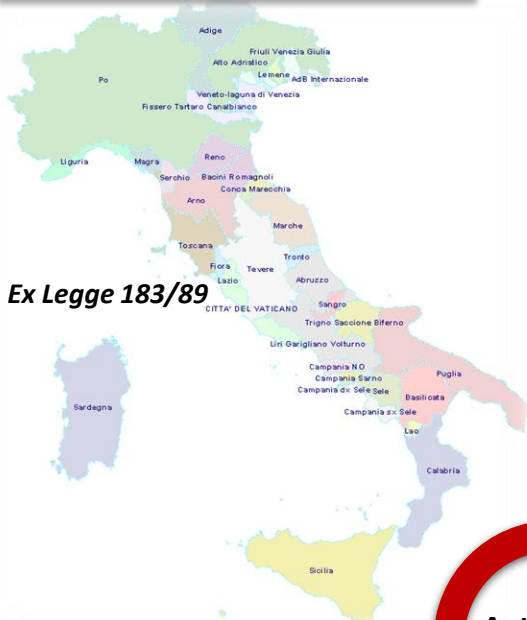 Adige
Friuli Venezia Giulia
Alto Adriatico
Lemene
AdB Internazionale
Po
Veneto-laguna di Venezia
Fissero Tartaro Canalbianco
Liguria
Magra
Reno
Serchio
Bacini Romagnoli
Conca Marecchia
Arno
Marche
Toscana
Tronto
Fiora
Tevere
Lazio
Abruzzo
Ex Legge 183/89
Sangro
CITTA' DEL VATICANO
Trigno Saccione Biferno
Liri Garigliano Volturno
Campania NO
Puglia
Campania Sarno
Campania dx Sele
Sele
Basilicata
Sardegna
Campania sx Sele
Lao
Calabria
Sicilia